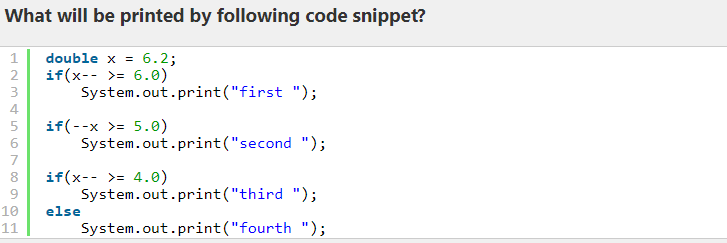 What will be printed by following code snippet?
1 double x = 6.2;
2 if(x-- >= 6.0)
3 System.out.print("first ");
4
5 if(--x >= 5.0)
6 System.out.print("second ");
7
8 if(x-- >= 4.0)
9 System.out.print("third ");
10 else
11 System.out.print("fourth ");